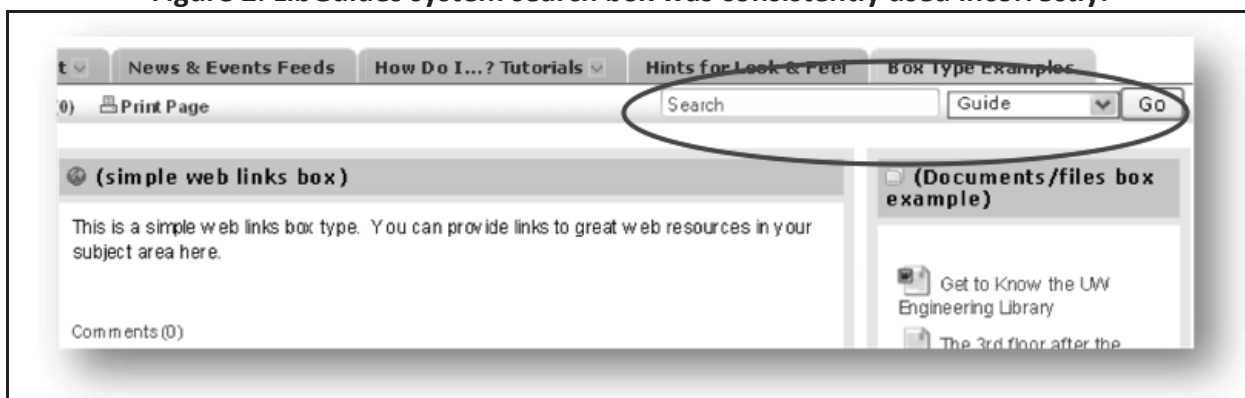 Figure 2: LibGuides system search box was consistently used incorrectly.
t News & Events Feeds How Do I...? Tutorials Hints for Look & Feel Box Type Examples
(0) Print Page Search Guide Go
(simple web links box)
This is a simple web links box type. You can provide links to great web resources in your
subject area here.
Comments (0)
(Documents/files box
example)
Get to Know the UW
Engineering Library
The 3rd floor after the